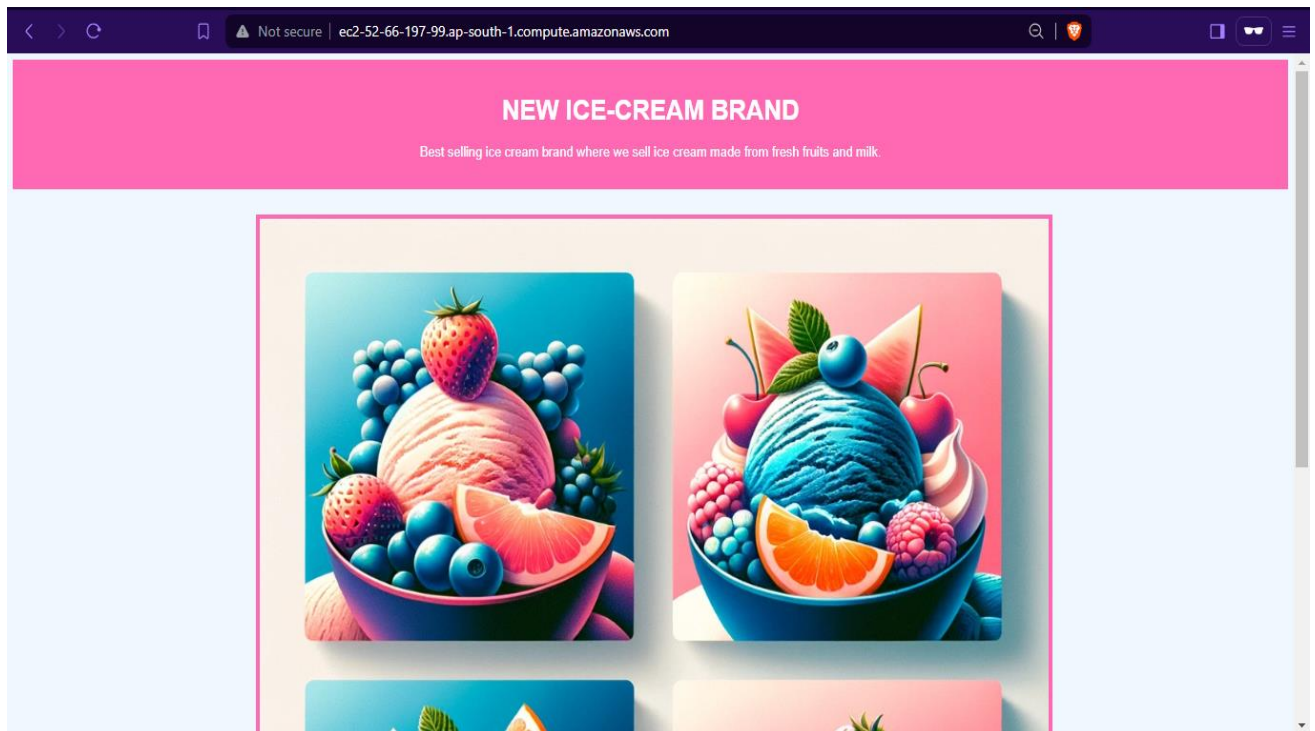 Not secure ec2-52-66-197-99.ap-south-1.compute.amazonaws.com
NEW ICE-CREAM BRAND
Best selling ice cream brand where we sell ice cream made from fresh fruits and milk.